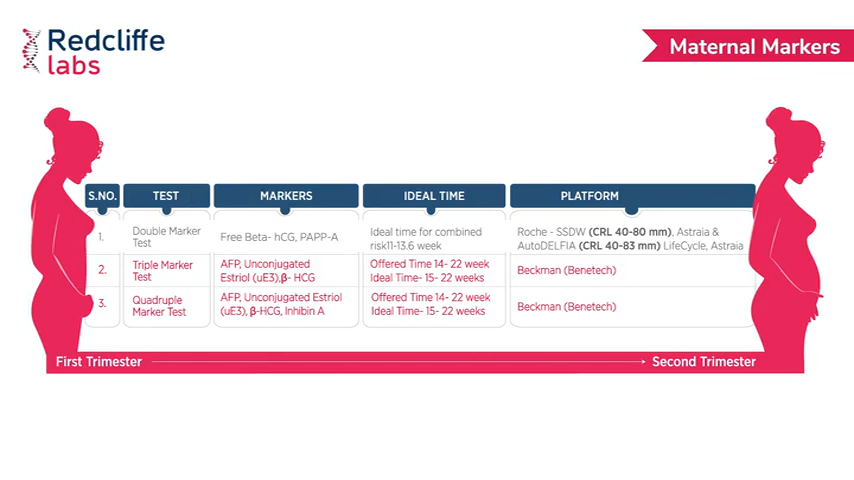 Redcliffe
labs
Maternal Markers
S.NO. TEST MARKERS IDEAL TIME PLATFORM
1.
Double Marker
Test
Free Beta- hCG, PAPP-A
Ideal time for combined
risk11-13.6 week
Roche - SSDW (CRL 40-80 mm), Astraia &
AutoDELFIA (CRL 40-83 mm) LifeCycle, Astraia
2.
Triple Marker
Test
AFP, Unconjugated
Estriol (uE3),β- HCG
Offered Time 14- 22 week
Ideal Time- 15- 22 weeks
Beckman (Benetech)
3.
Quadruple
Marker Test
AFP, Unconjugated Estriol
(uE3), β-HCG, Inhibin A
Offered Time 14- 22 week
Ideal Time- 15- 22 weeks
Beckman (Benetech)
First Trimester
Second Trimester